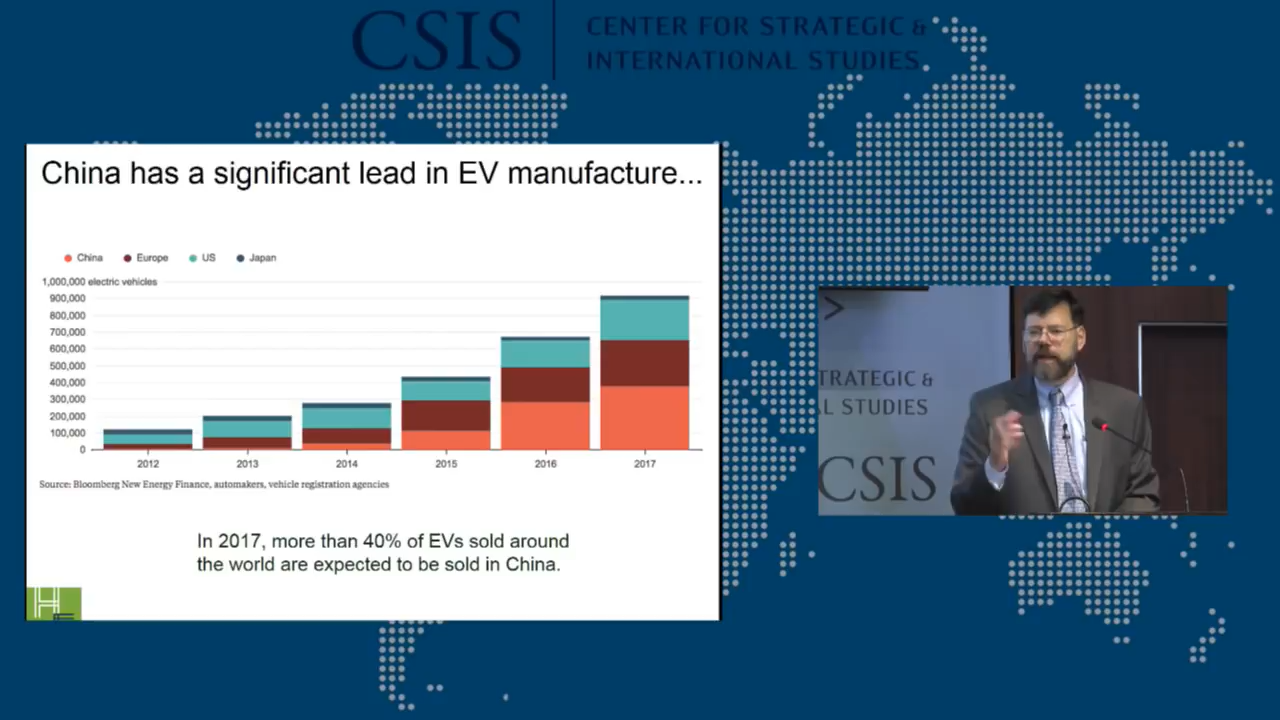 CSIS
CENTER FOR STRATEGIC &
INTERNATIONAL STUDIES
China has a significant lead in EV manufacture...
China Europe US Japan
1,000,000 electric vehicles
900,000
800,000
700,000
600,000
500,000
400,000
300,000
200,000
100,000
0
2012 2013 2014 2015 2016 2017
Source: Bloomberg New Energy Finance, automakers, vehicle registration agencies
In 2017, more than 40% of EVs sold around
the world are expected to be sold in China.
H
TRATEGIC &
L STUDIES
CSIS